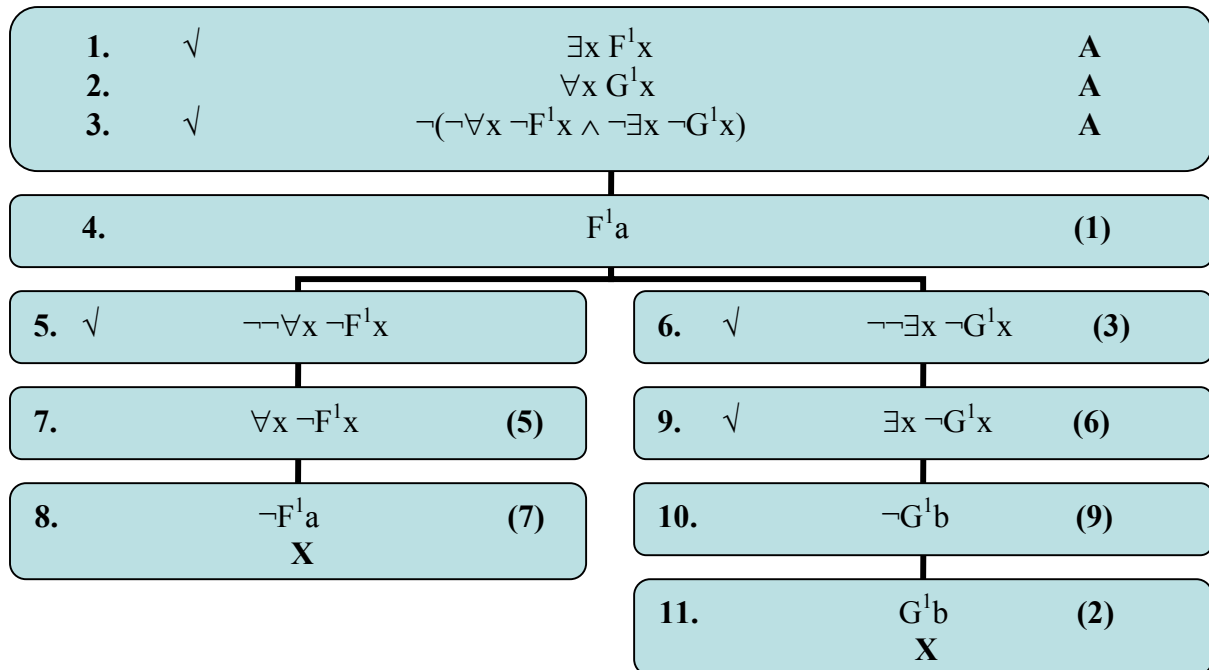 1. √ ∃x F¹x A
2. ∀x G¹x A
3. √ ¬(¬∀x ¬F¹x ∧ ¬∃x ¬G¹x) A
4. F¹a (1)
5. √ ¬¬∀x ¬F¹x
6. √ ¬¬∃x ¬G¹x (3)
7. ∀x ¬F¹x (5)
9. √ ∃x ¬G¹x (6)
8. ¬F¹a (7)
X
10. ¬G¹b (9)
11. G¹b (2)
X